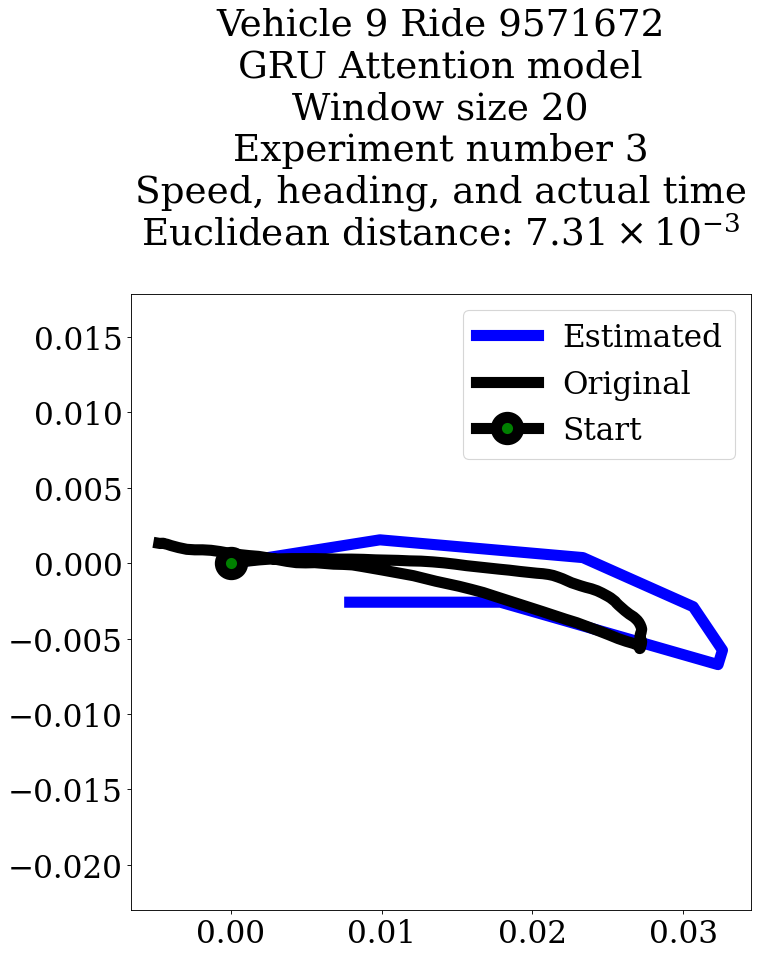 Vehicle 9 Ride 9571672
GRU Attention model
Window size 20
Experiment number 3
Speed, heading, and actual time
Euclidean distance: 7.31 × 10⁻³
Estimated
Original
Start
0.015
0.010
0.005
0.000
−0.005
−0.010
−0.015
−0.020
0.00
0.01
0.02
0.03